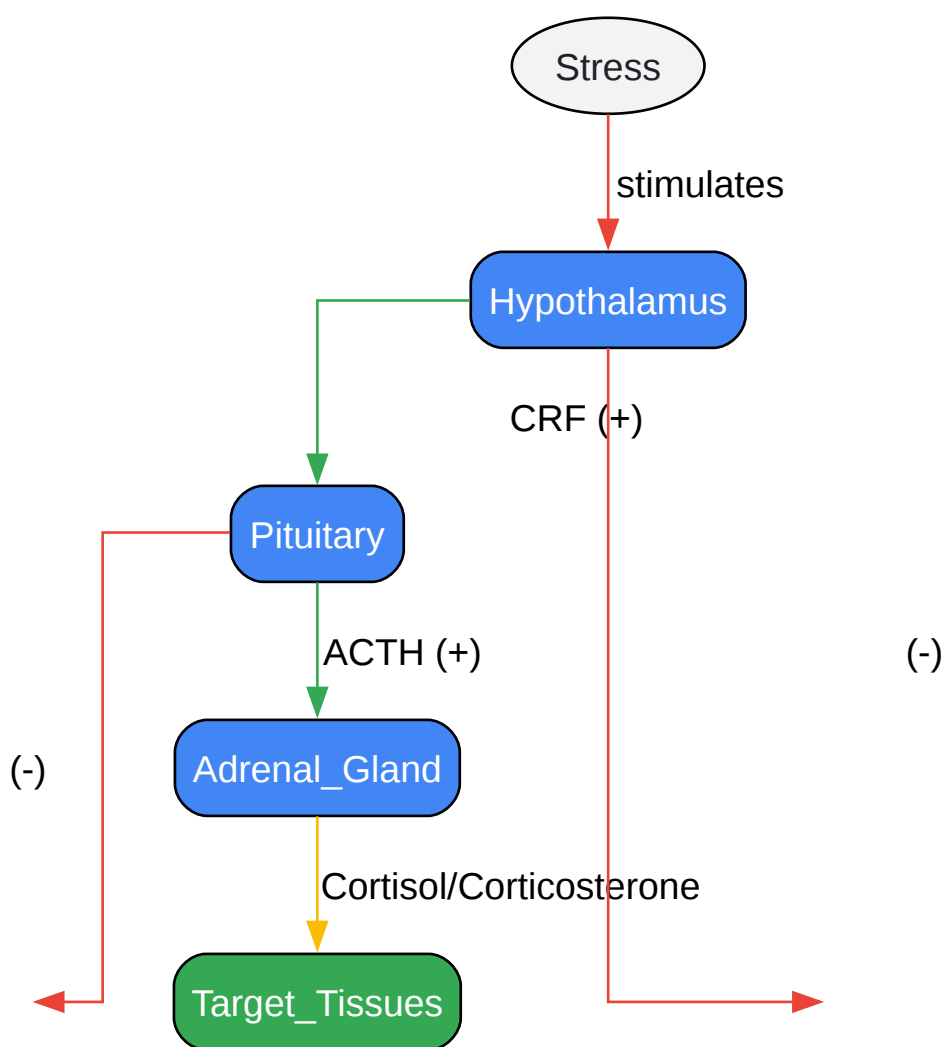 Stress
stimulates
Hypothalamus
CRF (+)
Pituitary
ACTH (+)
(-)
Adrenal_Gland
(-)
Cortisol/Corticosterone
Target_Tissues